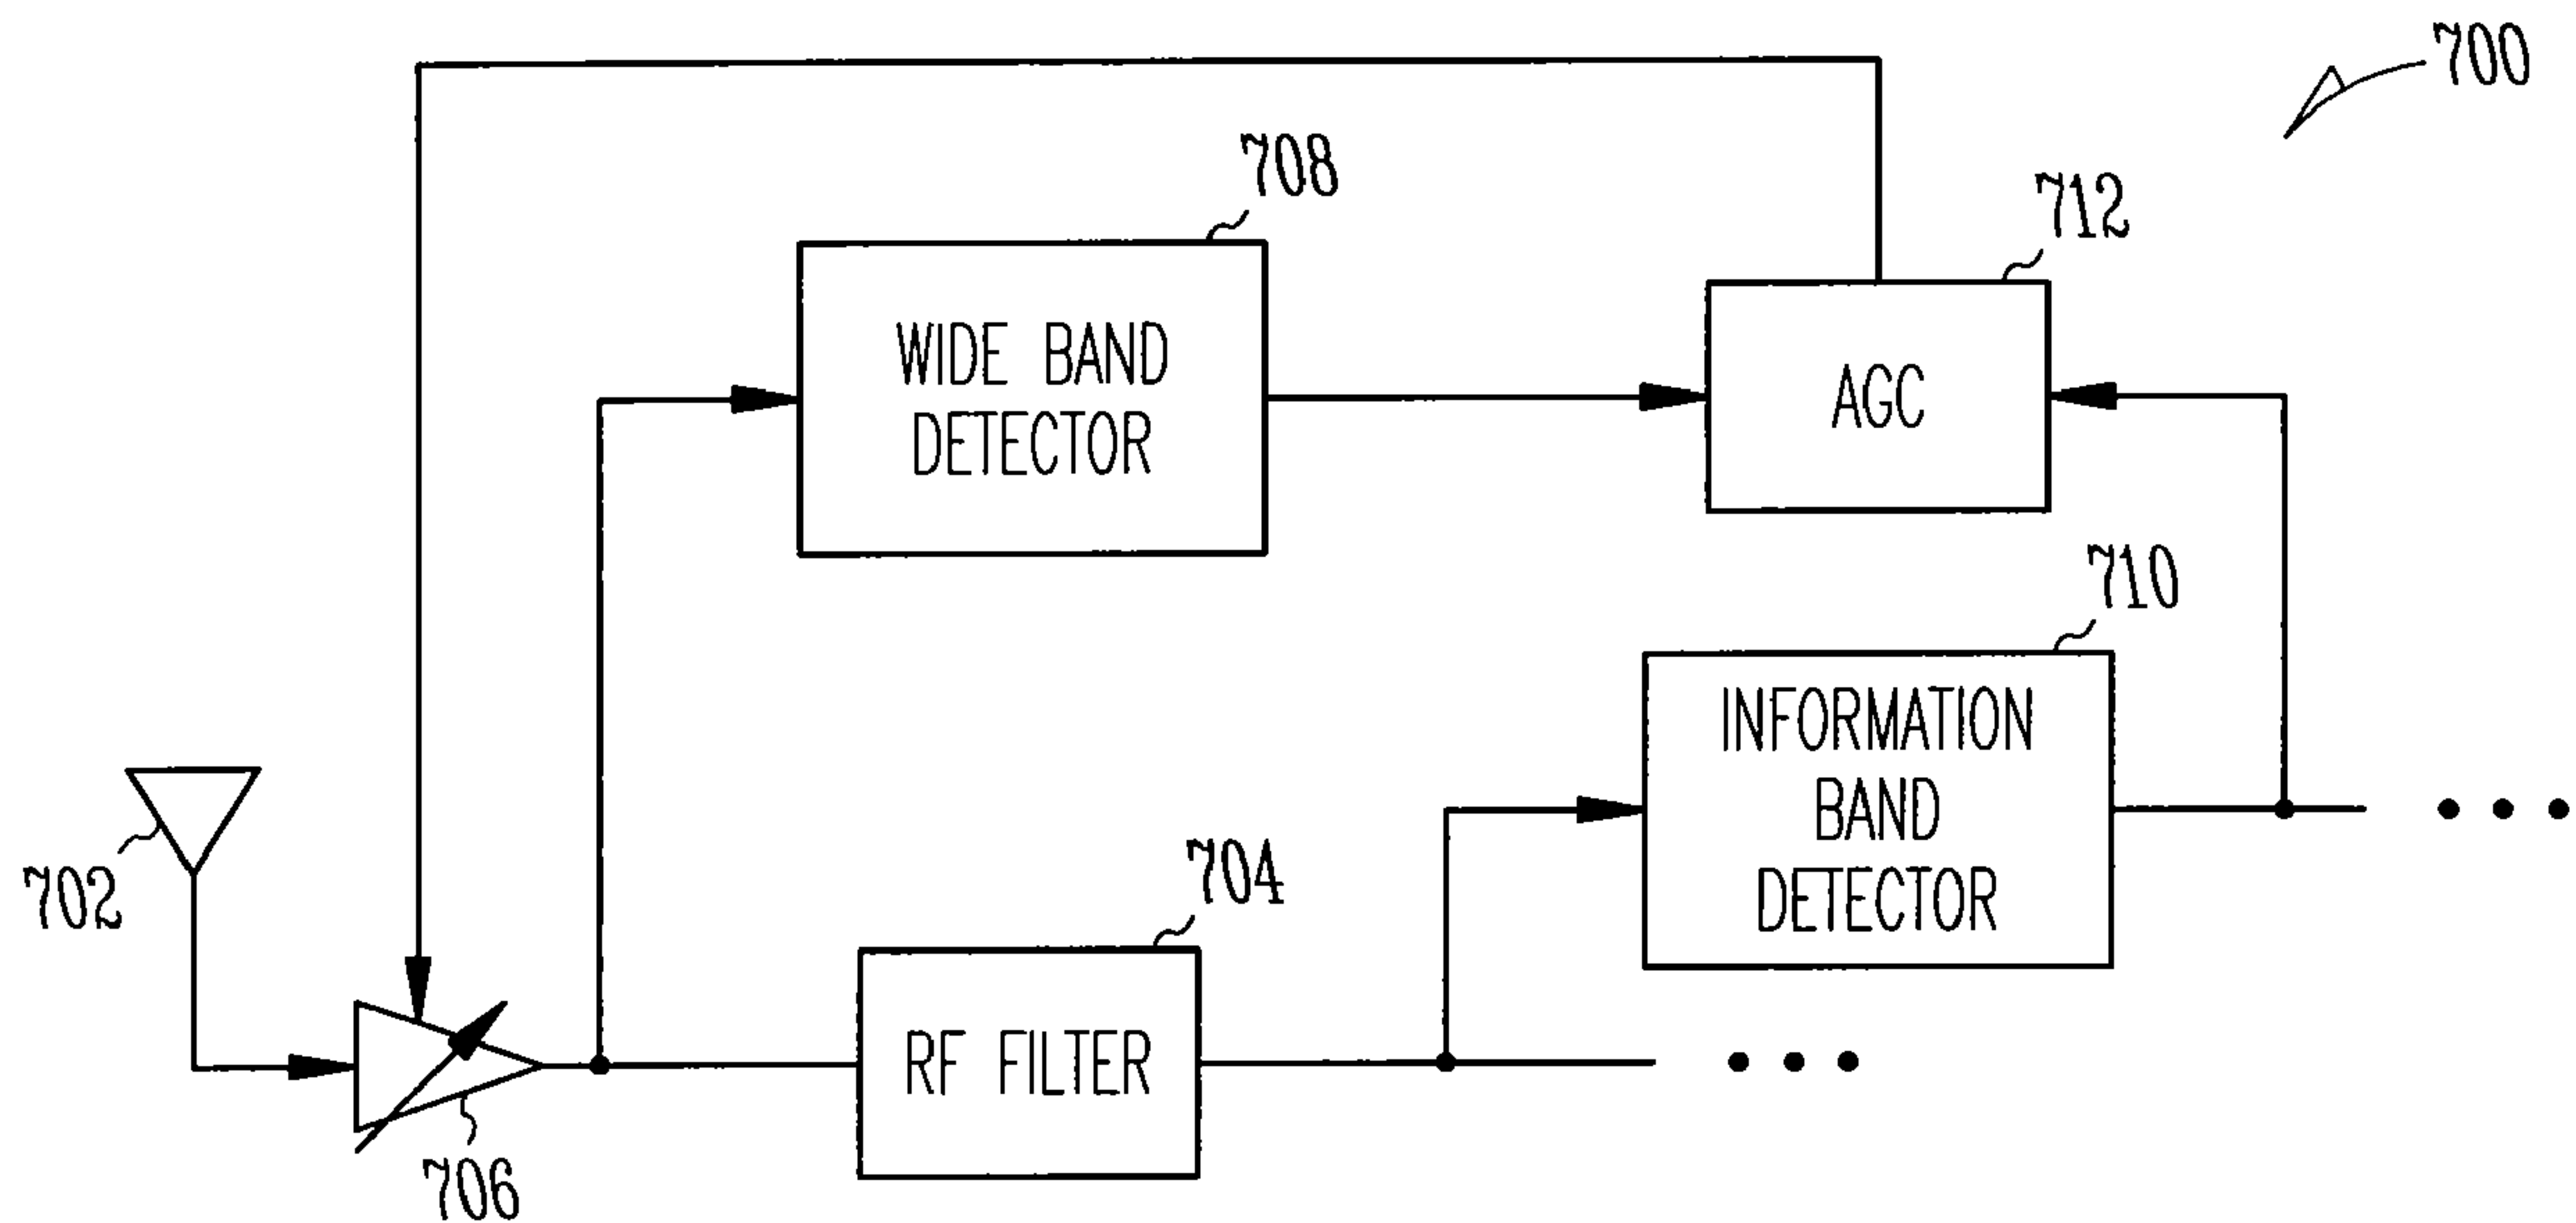 700
708
712
WIDE BAND
DETECTOR
AGC
710
INFORMATION
BAND
DETECTOR
702
704
RF FILTER
706